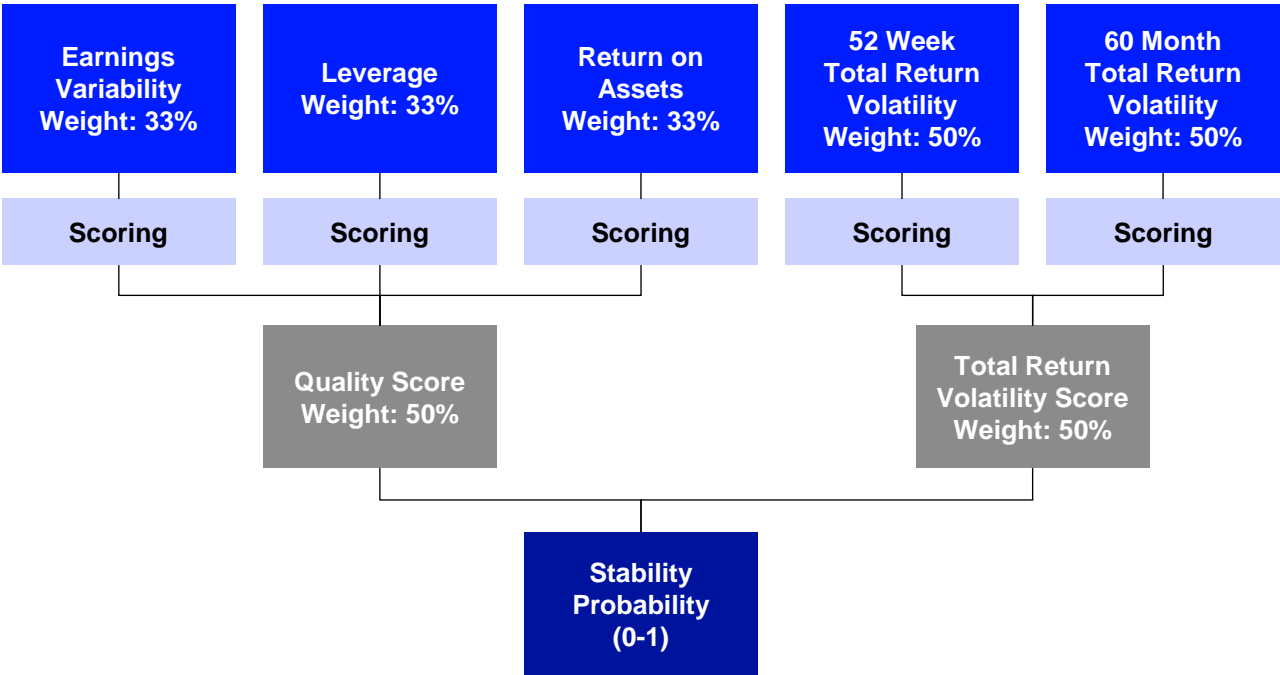 Earnings
Variability
Weight: 33%
Leverage
Weight: 33%
Return on
Assets
Weight: 33%
52 Week
Total Return
Volatility
Weight: 50%
60 Month
Total Return
Volatility
Weight: 50%
Scoring
Scoring
Scoring
Scoring
Scoring
Quality Score
Weight: 50%
Total Return
Volatility Score
Weight: 50%
Stability
Probability
(0-1)